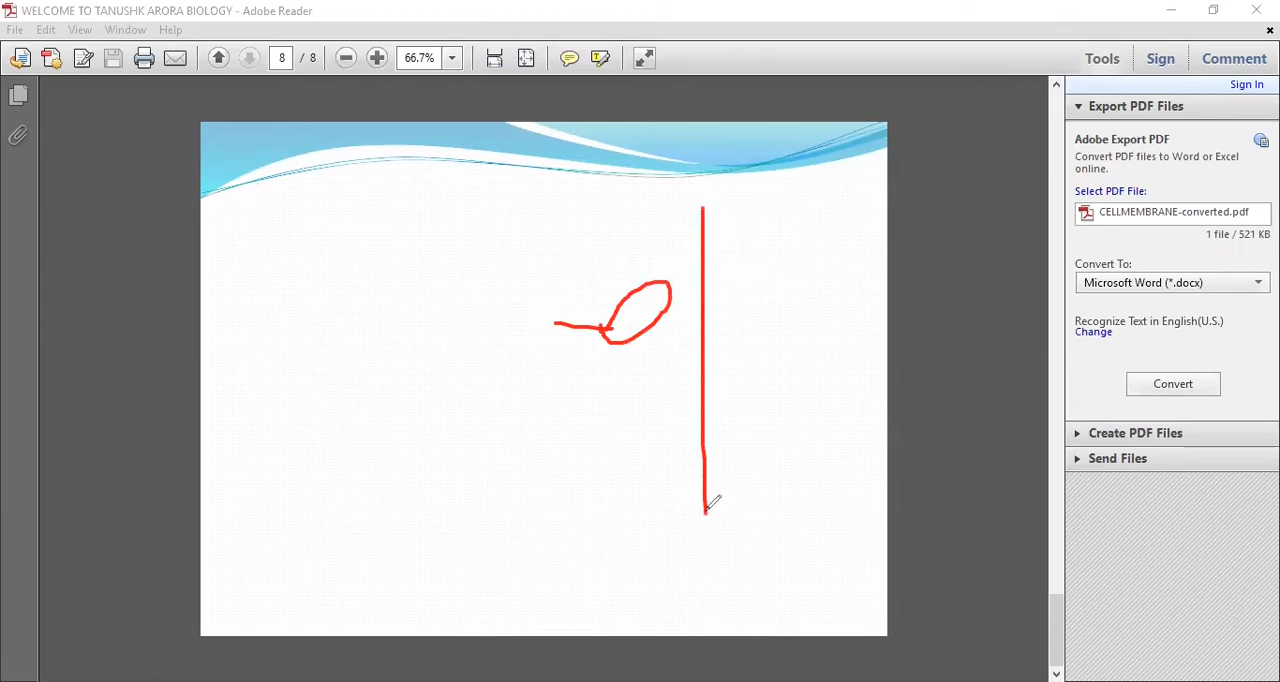 WELCOME TO TANUSHK ARORA BIOLOGY - Adobe Reader
File Edit View Window Help
8 / 8 66.7% Tools Sign Comment
Sign In
Export PDF Files
Adobe Export PDF
Convert PDF files to Word or Excel
online.
Select PDF File:
CELLMEMBRANE-converted.pdf
1 file / 521 KB
Convert To:
Microsoft Word (*.docx)
Recognize Text in English(U.S.)
Change
Convert
Create PDF Files
Send Files